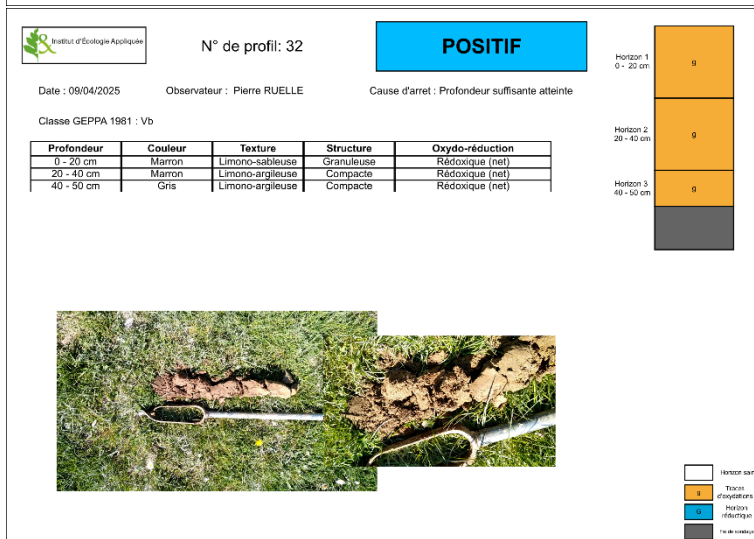 & Institut d'Écologie Appliquée
N° de profil: 32
POSITIF
Date : 09/04/2025 Observateur : Pierre RUELLE Cause d'arret : Profondeur suffisante atteinte
Classe GEPPA 1981 : Vb
Profondeur Couleur Texture Structure Oxydo-réduction
0 - 20 cm Marron Limono-sableuse Granuleuse Rédoxique (net)
20 - 40 cm Marron Limono-argileuse Compacte Rédoxique (net)
40 - 50 cm Gris Limono-argileuse Compacte Rédoxique (net)
Horizon 1
0 - 20 cm
g
Horizon 2
20 - 40 cm
g
Horizon 3
40 - 50 cm
g
Horizon sain
g
Traces
d'oxydations
G
Horizon
réductique
Fin de sondage